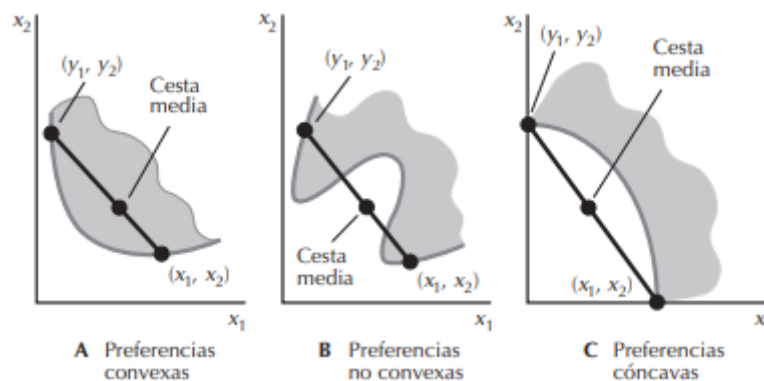 x2
(y1, y2)
Cesta
media
(x1, x2)
x1
A Preferencias
convexas
x2
(y1, y2)
Cesta
media
(x1, x2)
x1
B Preferencias
no convexas
x2
(y1, y2)
Cesta
media
(x1, x2)
x
C Preferencias
cóncavas